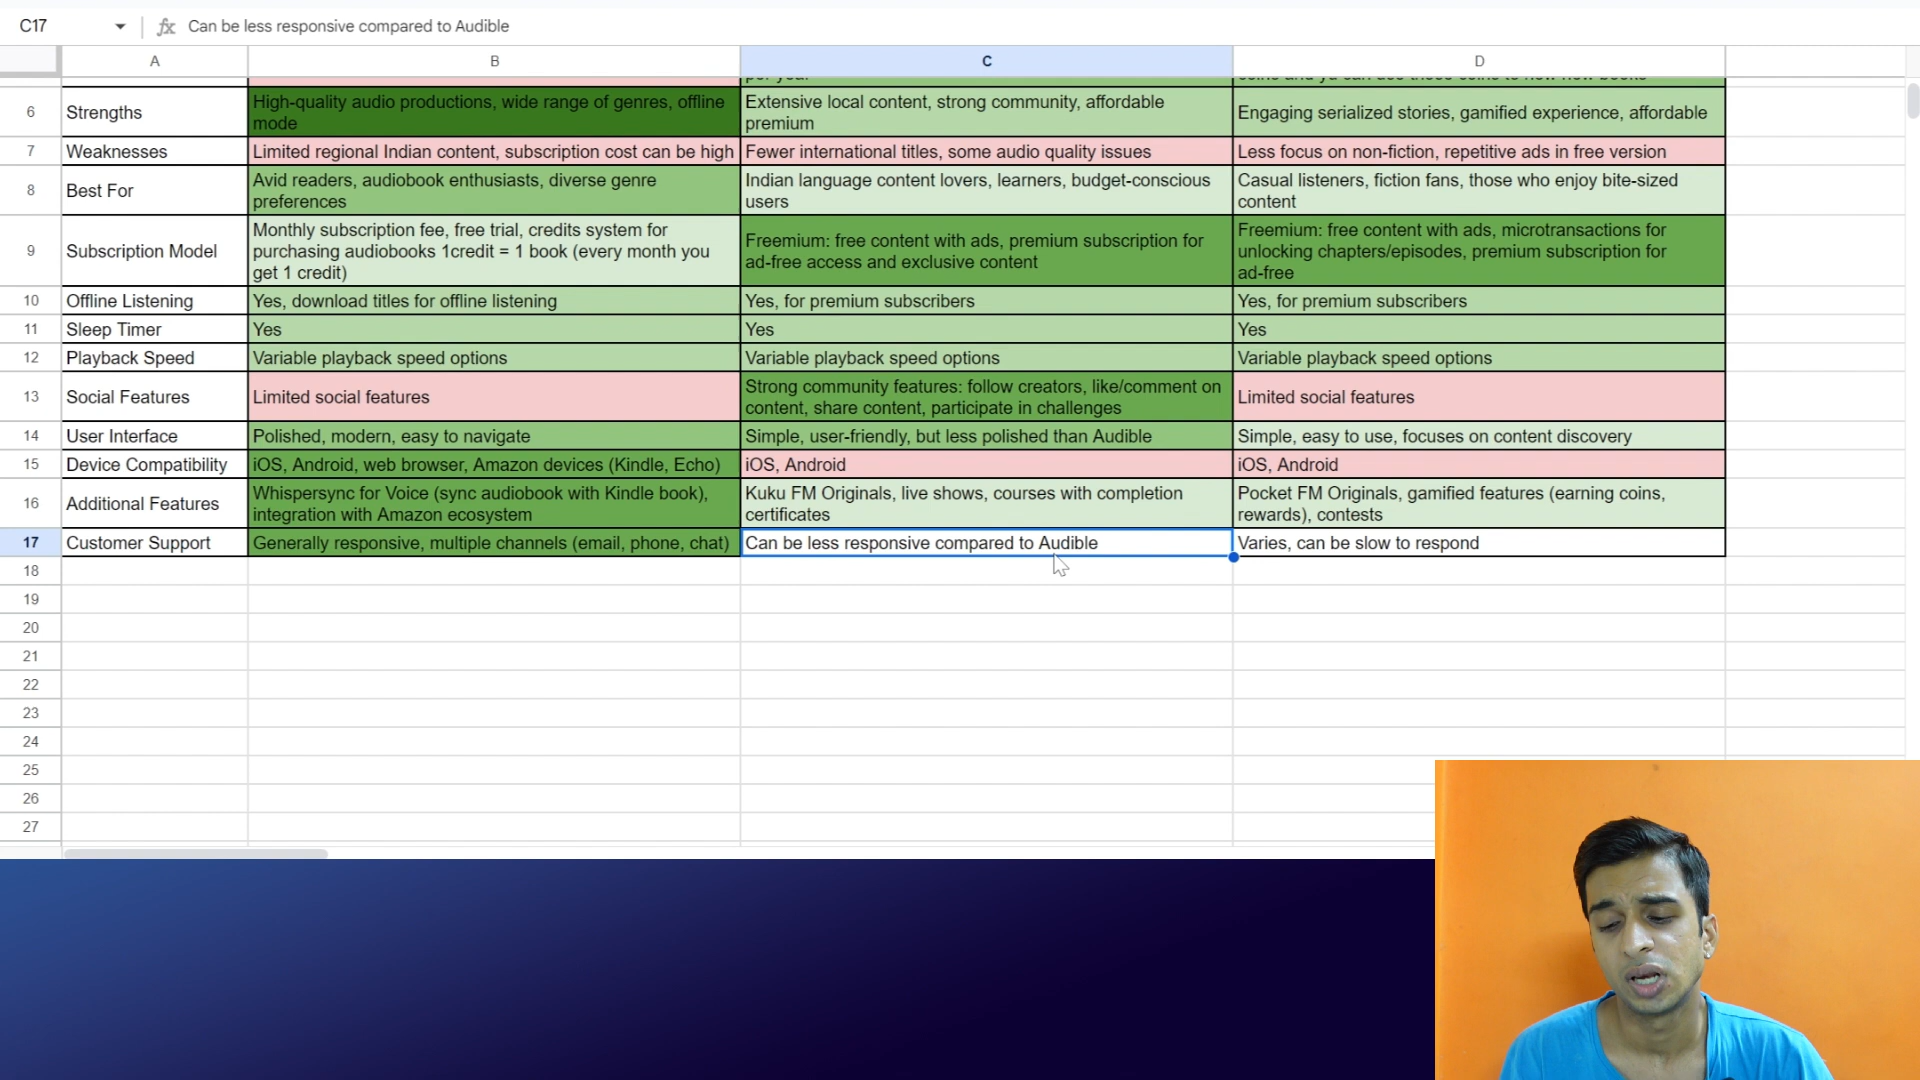 C17
fx
Can be less responsive compared to Audible
A
B
C
D
6
Strengths
High-quality audio productions, wide range of genres, offline
mode
Extensive local content, strong community, affordable
premium
Engaging serialized stories, gamified experience, affordable
7
Weaknesses
Limited regional Indian content, subscription cost can be high
Fewer international titles, some audio quality issues
Less focus on non-fiction, repetitive ads in free version
8
Best For
Avid readers, audiobook enthusiasts, diverse genre
preferences
Indian language content lovers, learners, budget-conscious
users
Casual listeners, fiction fans, those who enjoy bite-sized
content
9
Subscription Model
Monthly subscription fee, free trial, credits system for
purchasing audiobooks 1credit = 1 book (every month you
get 1 credit)
Freemium: free content with ads, premium subscription for
ad-free access and exclusive content
Freemium: free content with ads, microtransactions for
unlocking chapters/episodes, premium subscription for
ad-free
10
Offline Listening
Yes, download titles for offline listening
Yes, for premium subscribers
Yes, for premium subscribers
11
Sleep Timer
Yes
Yes
Yes
12
Playback Speed
Variable playback speed options
Variable playback speed options
Variable playback speed options
13
Social Features
Limited social features
Strong community features: follow creators, like/comment on
content, share content, participate in challenges
Limited social features
14
User Interface
Polished, modern, easy to navigate
Simple, user-friendly, but less polished than Audible
Simple, easy to use, focuses on content discovery
15
Device Compatibility
iOS, Android, web browser, Amazon devices (Kindle, Echo)
iOS, Android
iOS, Android
16
Additional Features
Whispersync for Voice (sync audiobook with Kindle book),
integration with Amazon ecosystem
Kuku FM Originals, live shows, courses with completion
certificates
Pocket FM Originals, gamified features (earning coins,
rewards), contests
17
Customer Support
Generally responsive, multiple channels (email, phone, chat)
Can be less responsive compared to Audible
Varies, can be slow to respond
18
19
20
21
22
23
24
25
26
27